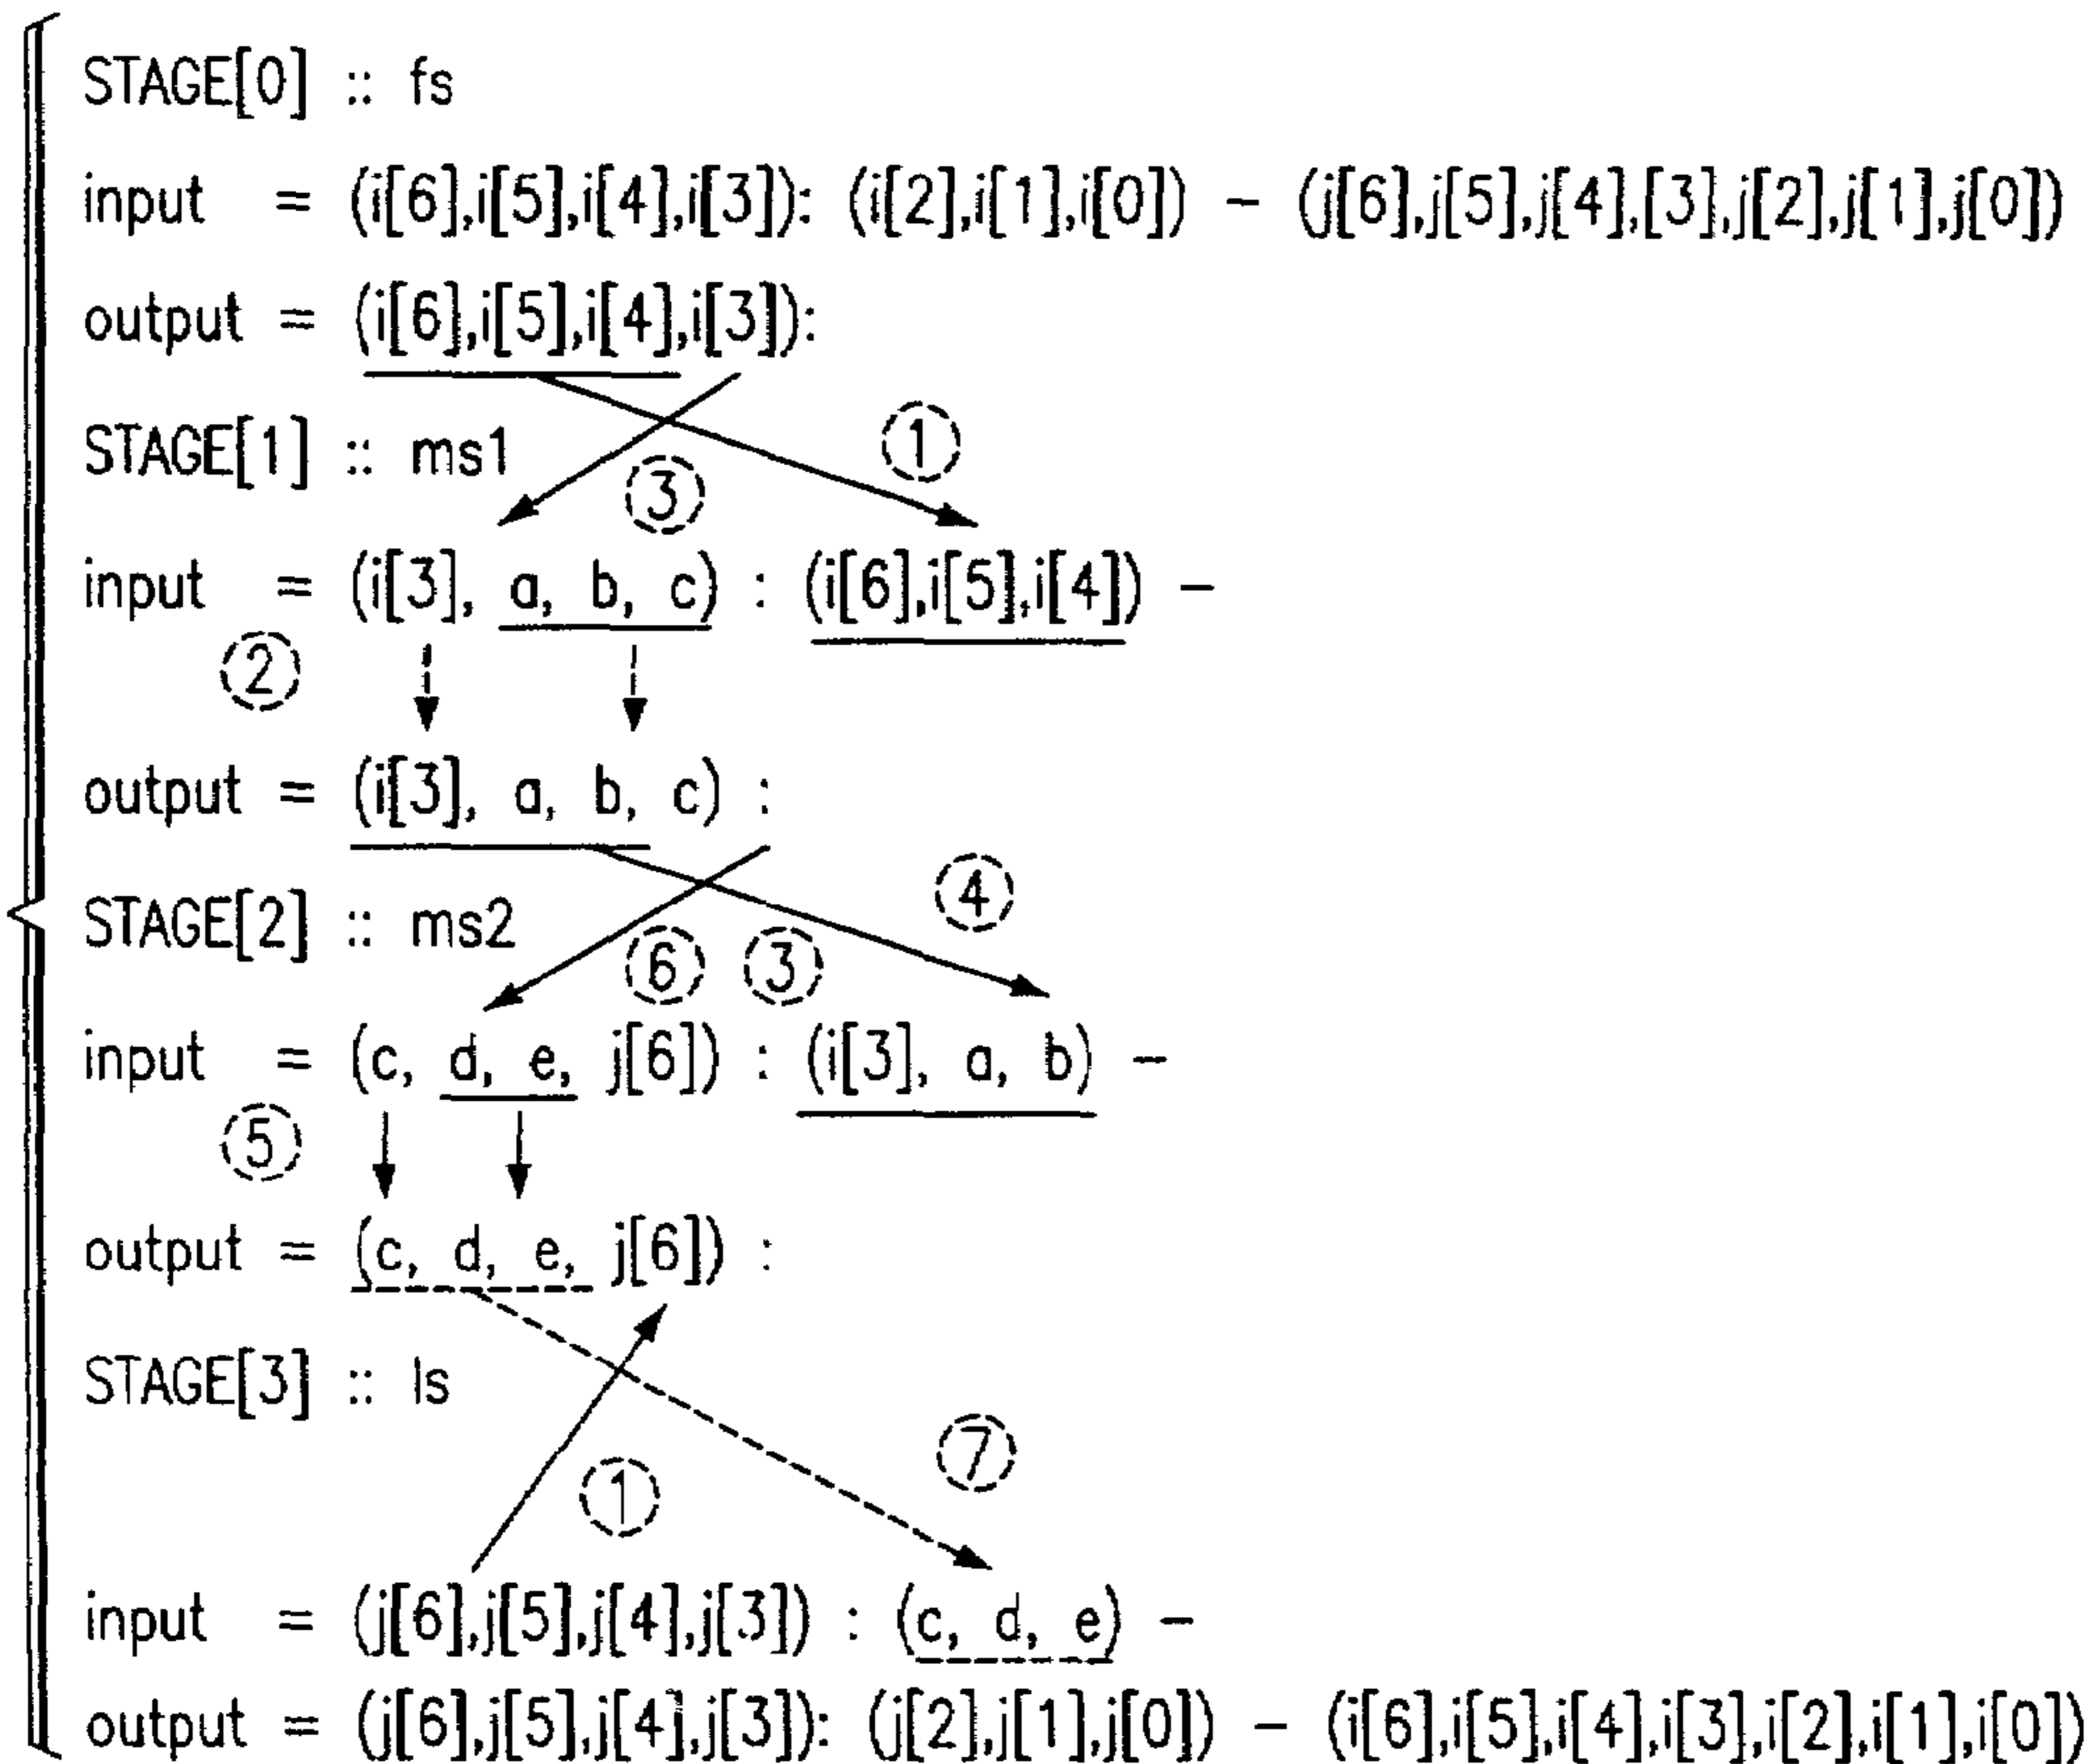 STAGE[0] :: fs
input = (i[6],i[5],i[4],i[3]): (i[2],i[1],i[0]) – (j[6],j[5],j[4],[3],j[2],j[1],j[0])
output = (i[6],i[5],i[4],i[3]):
STAGE[1] :: ms1
①
③
input = (i[3], a, b, c) : (i[6],i[5],i[4]) –
②
output = (i[3], a, b, c) :
④
STAGE[2] :: ms2
⑥ ③
input = (c, d, e, j[6]) : (i[3], a, b) –
⑤
output = (c, d, e, j[6]) :
STAGE[3] :: ls
⑦
①
input = (j[6],j[5],j[4],j[3]) : (c, d, e) –
output = (j[6],j[5],j[4],j[3]): (j[2],j[1],j[0]) – (i[6],i[5],i[4],i[3],i[2],i[1],i[0])